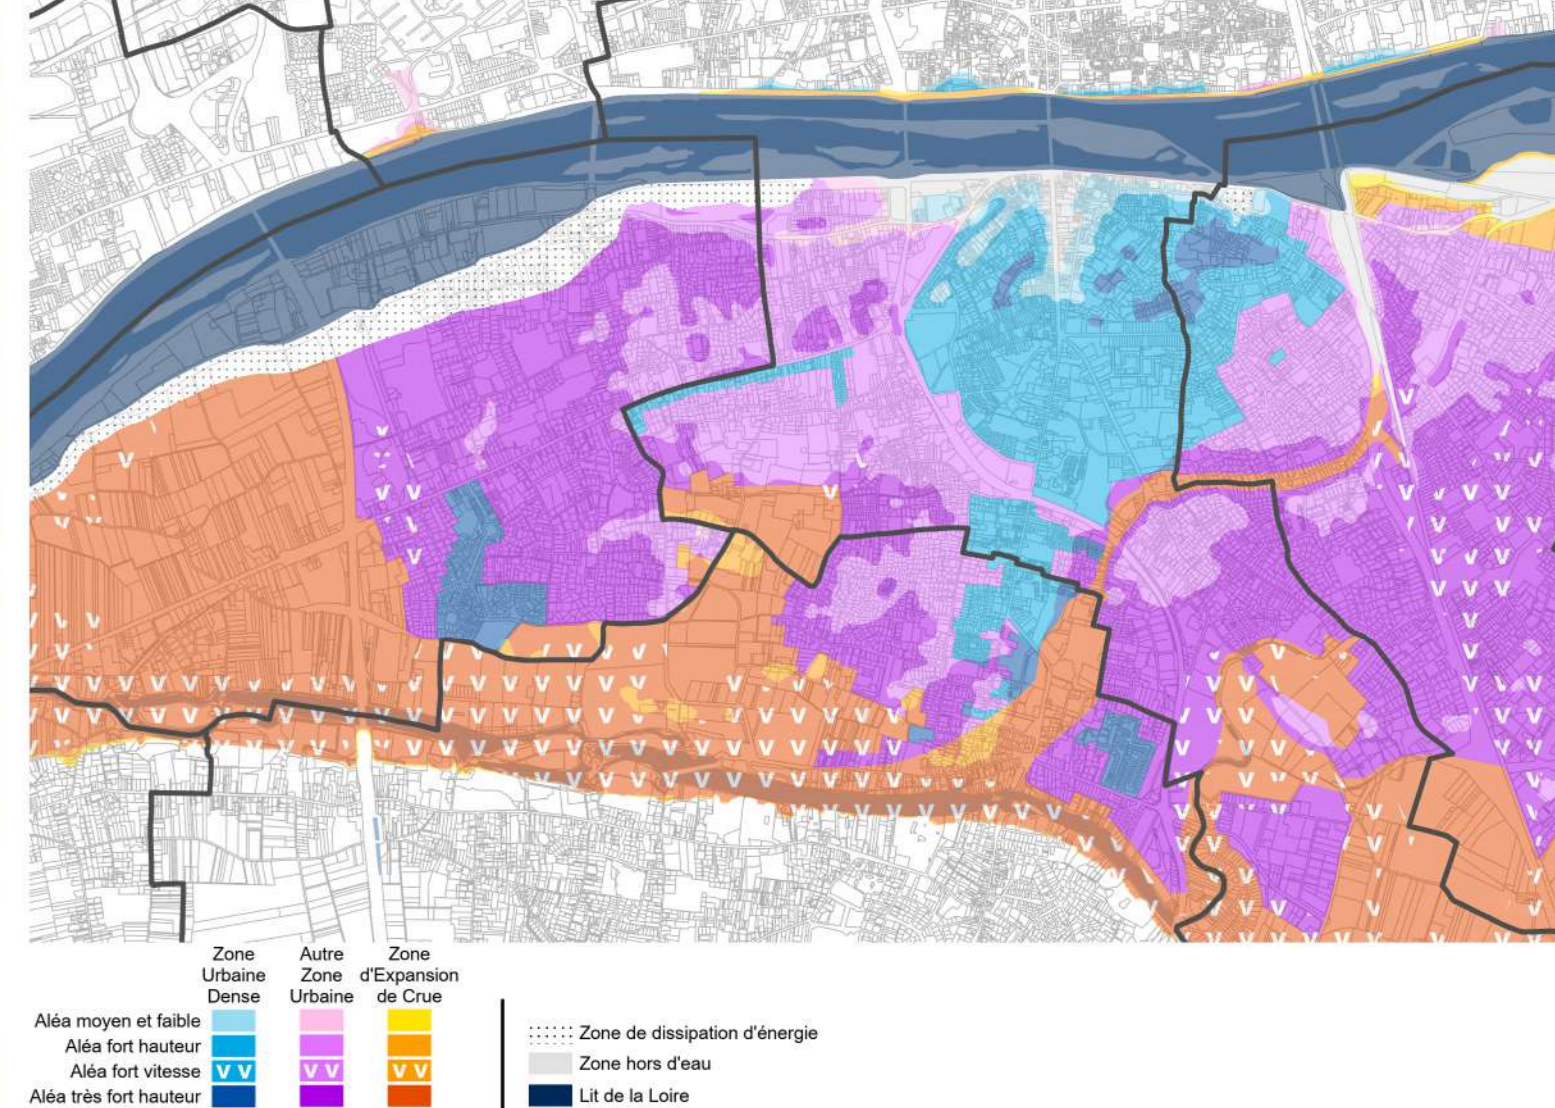 Zone
Urbaine
Dense
Autre
Zone
Urbaine
Zone
d'Expansion
de Crue
Aléa moyen et faible
Aléa fort hauteur
Aléa fort vitesse
V V
V V
V V
Aléa très fort hauteur
Zone de dissipation d'énergie
Zone hors d'eau
Lit de la Loire